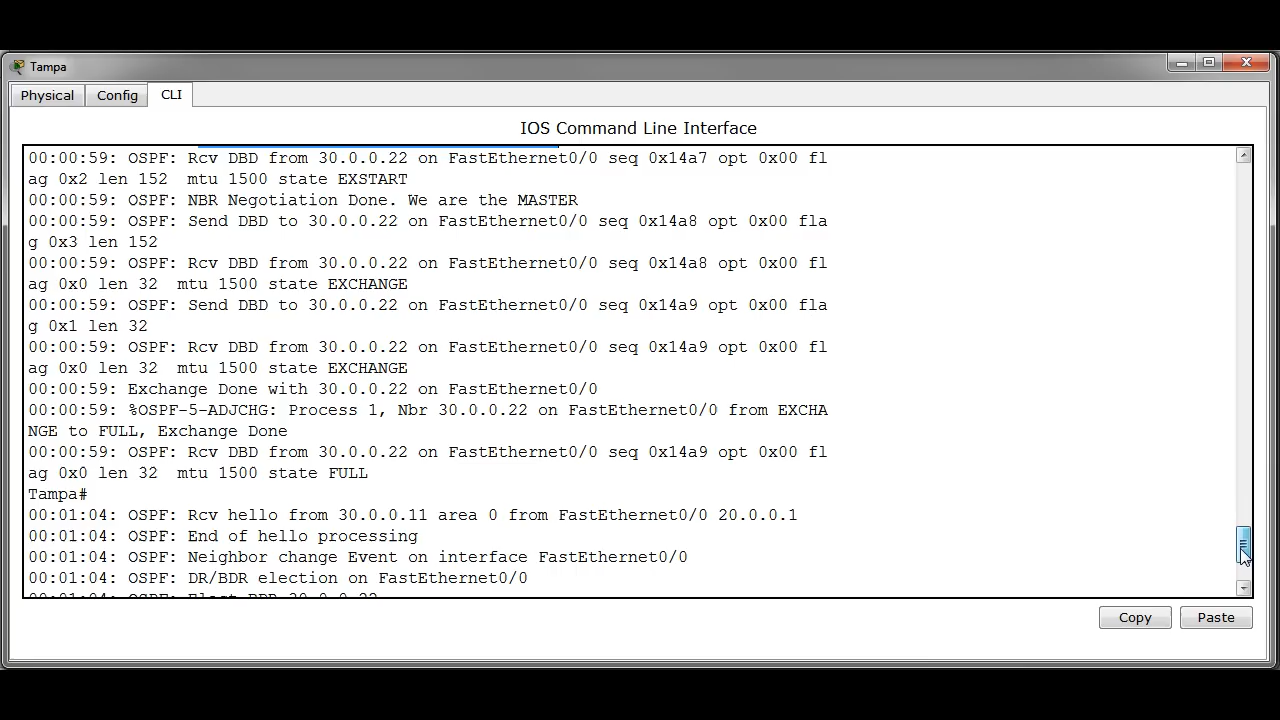 Tampa
Physical Config CLI
IOS Command Line Interface
00:00:59: OSPF: Rcv DBD from 30.0.0.22 on FastEthernet0/0 seq 0x14a7 opt 0x00 fl
ag 0x2 len 152  mtu 1500 state EXSTART
00:00:59: OSPF: NBR Negotiation Done. We are the MASTER
00:00:59: OSPF: Send DBD to 30.0.0.22 on FastEthernet0/0 seq 0x14a8 opt 0x00 fla
g 0x3 len 152
00:00:59: OSPF: Rcv DBD from 30.0.0.22 on FastEthernet0/0 seq 0x14a8 opt 0x00 fl
ag 0x0 len 32  mtu 1500 state EXCHANGE
00:00:59: OSPF: Send DBD to 30.0.0.22 on FastEthernet0/0 seq 0x14a9 opt 0x00 fla
g 0x1 len 32
00:00:59: OSPF: Rcv DBD from 30.0.0.22 on FastEthernet0/0 seq 0x14a9 opt 0x00 fl
ag 0x0 len 32  mtu 1500 state EXCHANGE
00:00:59: Exchange Done with 30.0.0.22 on FastEthernet0/0
00:00:59: %OSPF-5-ADJCHG: Process 1, Nbr 30.0.0.22 on FastEthernet0/0 from EXCHA
NGE to FULL, Exchange Done
00:00:59: OSPF: Rcv DBD from 30.0.0.22 on FastEthernet0/0 seq 0x14a9 opt 0x00 fl
ag 0x0 len 32  mtu 1500 state FULL
Tampa#
00:01:04: OSPF: Rcv hello from 30.0.0.11 area 0 from FastEthernet0/0 20.0.0.1
00:01:04: OSPF: End of hello processing
00:01:04: OSPF: Neighbor change Event on interface FastEthernet0/0
00:01:04: OSPF: DR/BDR election on FastEthernet0/0
00:01:04: OSPF: Elect
Copy Paste